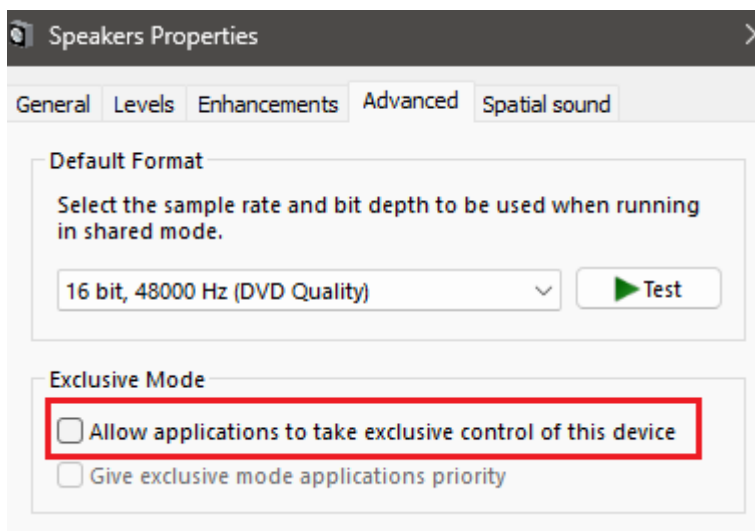 Speakers Properties
General Levels Enhancements Advanced Spatial sound
Default Format
Select the sample rate and bit depth to be used when running
in shared mode.
16 bit, 48000 Hz (DVD Quality) Test
Exclusive Mode
Allow applications to take exclusive control of this device
Give exclusive mode applications priority